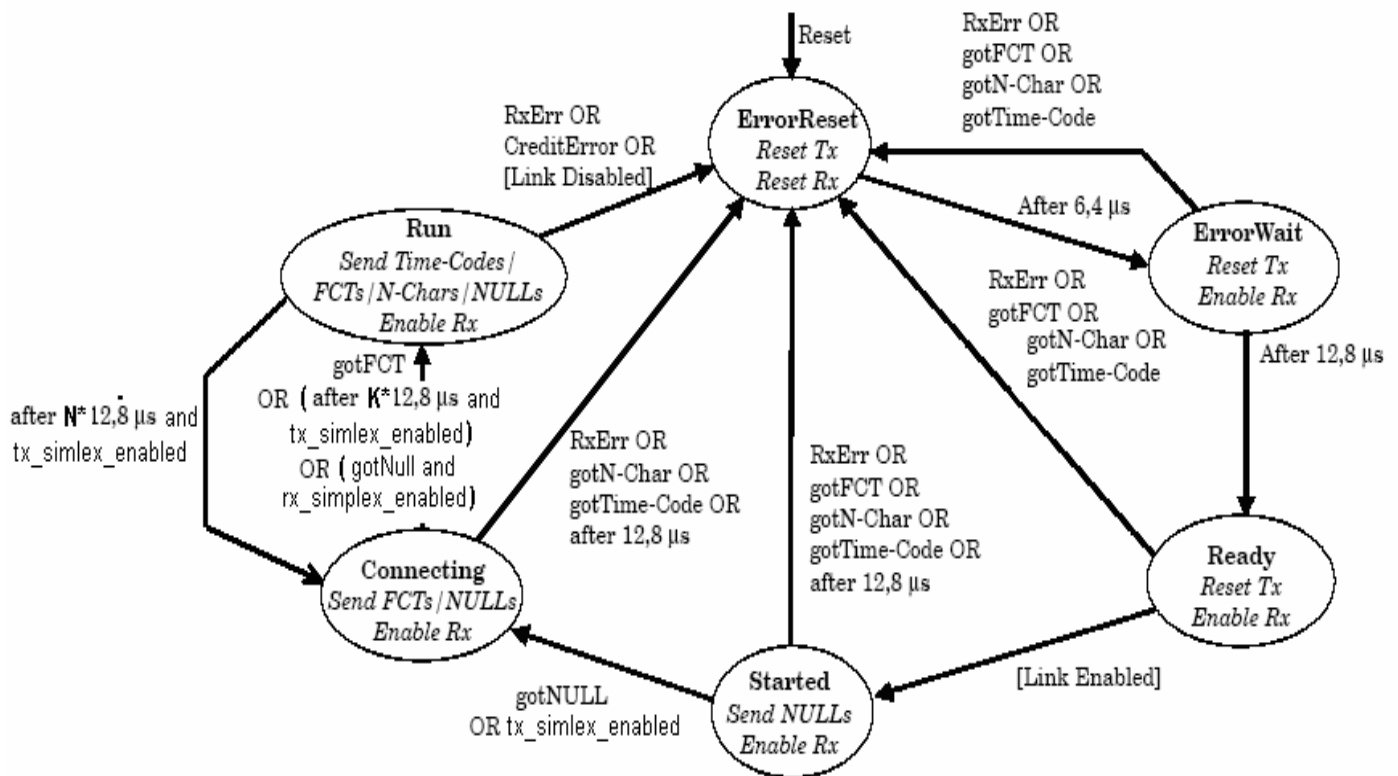 Reset
RxErr OR
gotFCT OR
gotN-Char OR
gotTime-Code
ErrorReset
Reset Tx
Reset Rx
RxErr OR
CreditError OR
[Link Disabled]
After 6,4 µs
Run
Send Time-Codes/
FCTs/N-Chars/NULLs
Enable Rx
ErrorWait
Reset Tx
Enable Rx
RxErr OR
gotFCT OR
gotN-Char OR
gotTime-Code
After 12,8 µs
after N* 12,8 µs and
tx_simlex_enabled
gotFCT
OR ( after K* 12,8 µs and
tx_simlex_enabled)
OR ( gotNull and
rx_simplex_enabled)
RxErr OR
gotN-Char OR
gotTime-Code OR
after 12,8 µs
RxErr OR
gotFCT OR
gotN-Char OR
gotTime-Code OR
after 12,8 µs
Connecting
Send FCTs/NULLs
Enable Rx
Ready
Reset Tx
Enable Rx
gotNULL
OR tx_simlex_enabled
Started
Send NULLs
Enable Rx
[Link Enabled]